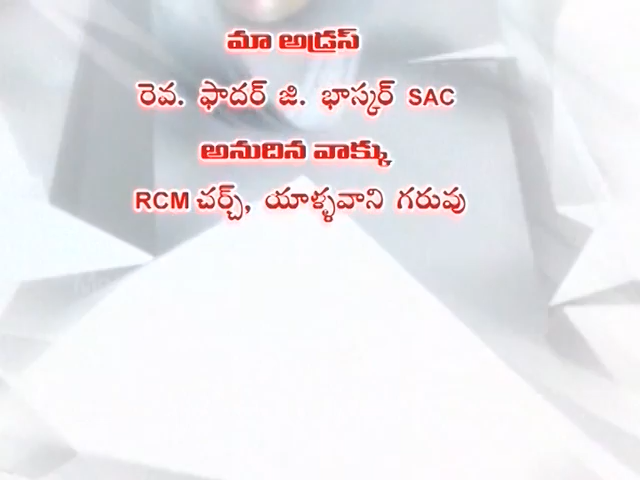 మా అడ్రస్
రెవ. ఫాదర్ జి. భాస్కర్ SAC
అనుదిన వాక్కు
RCM చర్చ్, యాళ్ళవాని గరువు